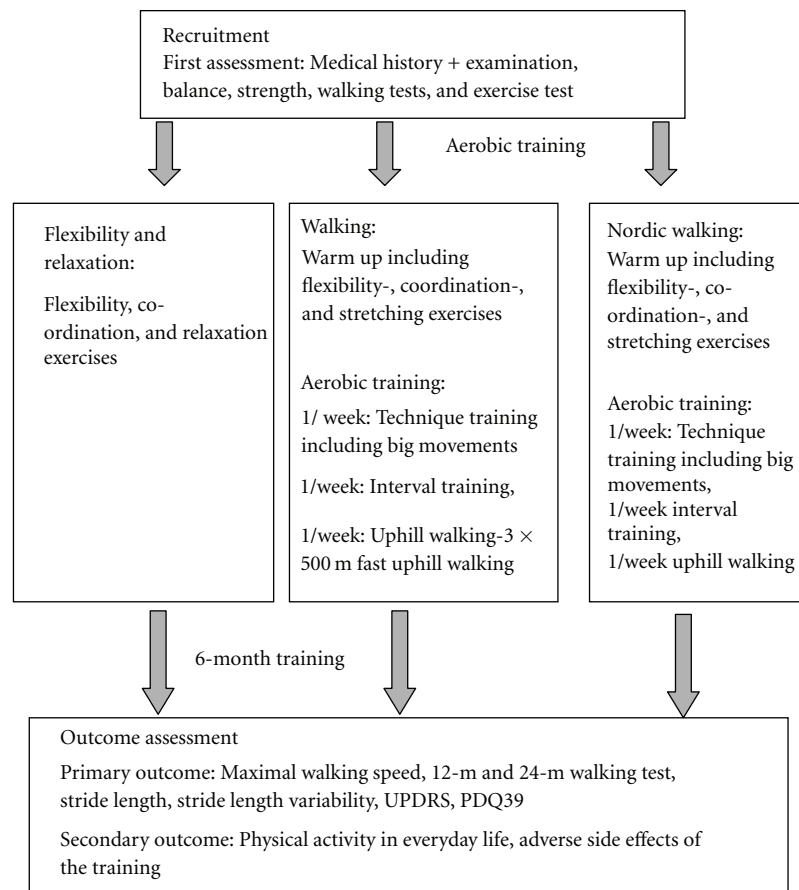 Recruitment
First assessment: Medical history + examination,
balance, strength, walking tests, and exercise test
Aerobic training
Flexibility and
relaxation:
Flexibility, co-
ordination, and relaxation
exercises
Walking:
Warm up including
flexibility-, coordination-,
and stretching exercises
Aerobic training:
1/ week: Technique training
including big movements
1/week: Interval training,
1/week: Uphill walking-3 ×
500 m fast uphill walking
Nordic walking:
Warm up including
flexibility-, co-
ordination-, and
stretching exercises
Aerobic training:
1/week: Technique
training including big
movements,
1/week interval
training,
1/week uphill walking
6-month training
Outcome assessment
Primary outcome: Maximal walking speed, 12-m and 24-m walking test,
stride length, stride length variability, UPDRS, PDQ39
Secondary outcome: Physical activity in everyday life, adverse side effects of
the training